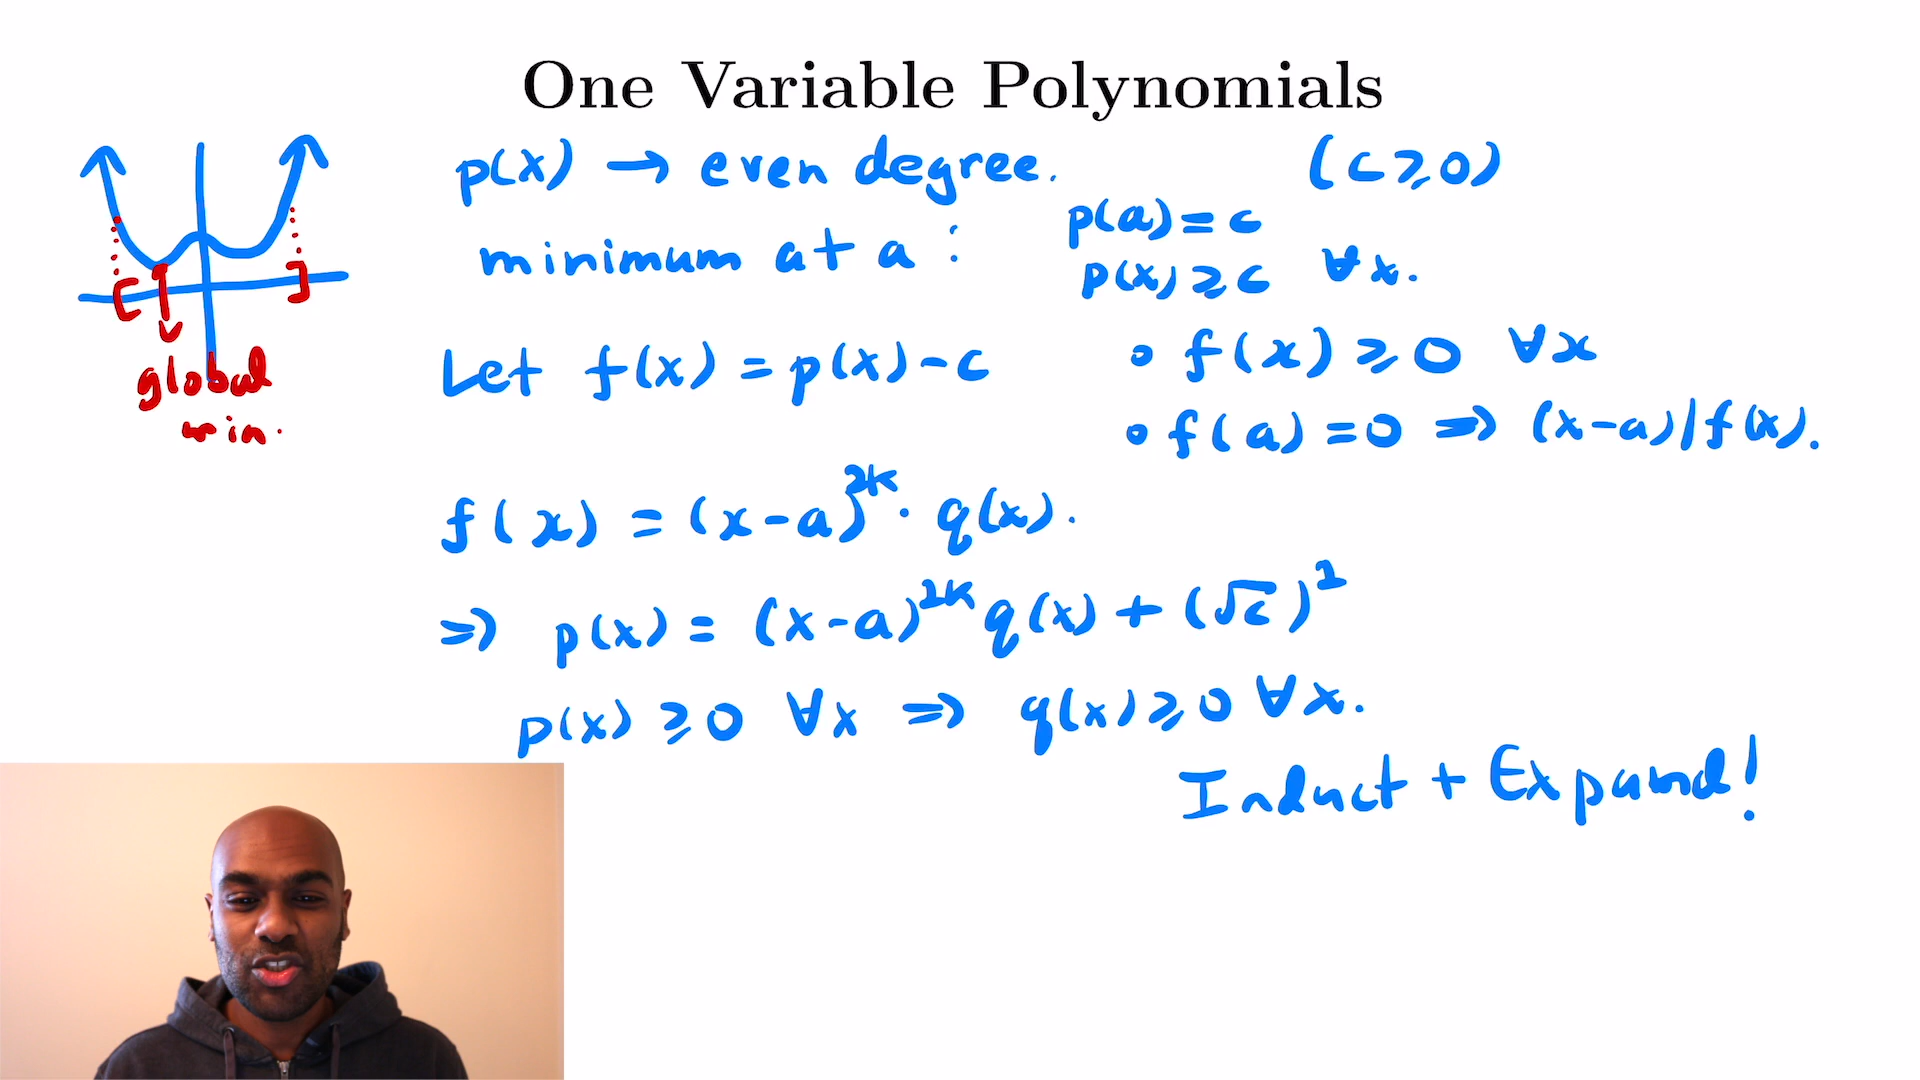 One Variable Polynomials
p(x) → even degree. (c ⩾ 0)
minimum at a :
p(a) = c
p(x) ⩾ c ∀x.
global
min.
Let f(x) = p(x) - c
∘ f(x) ⩾ 0 ∀x
∘ f(a) = 0 ⇒ (x-a)|f(x).
f(x) = (x-a)^{2k} · q(x).
⇒ p(x) = (x-a)^{2k} q(x) + (√c)^2
p(x) ⩾ 0 ∀x ⇒ q(x) ⩾ 0 ∀x.
Induct + Expand!